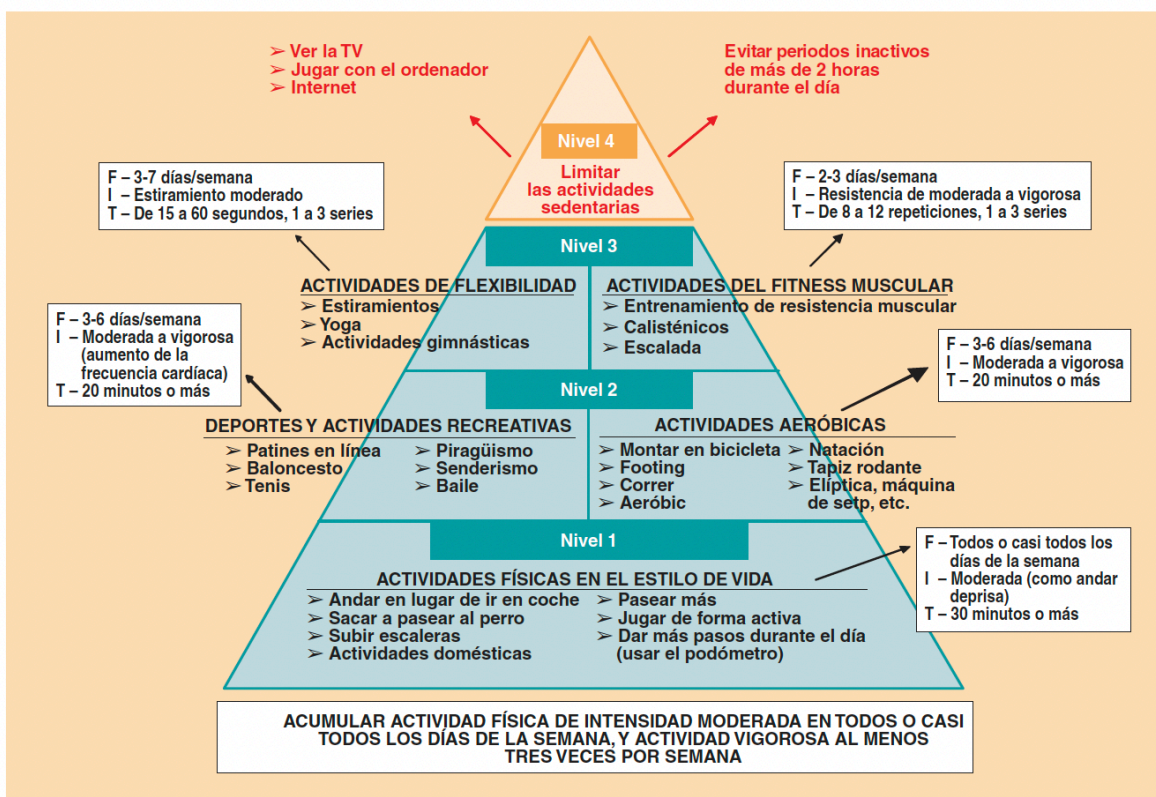 ➢ Ver la TV
➢ Jugar con el ordenador
➢ Internet
Evitar periodos inactivos
de más de 2 horas
durante el día
Nivel 4
Limitar
las actividades
sedentarias
F – 3-7 días/semana
I – Estiramiento moderado
T – De 15 a 60 segundos, 1 a 3 series
F – 2-3 días/semana
I – Resistencia de moderada a vigorosa
T – De 8 a 12 repeticiones, 1 a 3 series
Nivel 3
ACTIVIDADES DE FLEXIBILIDAD
➢ Estiramientos
➢ Yoga
➢ Actividades gimnásticas
ACTIVIDADES DEL FITNESS MUSCULAR
➢ Entrenamiento de resistencia muscular
➢ Calisténicos
➢ Escalada
F – 3-6 días/semana
I – Moderada a vigorosa
(aumento de la
frecuencia cardíaca)
T – 20 minutos o más
F – 3-6 días/semana
I – Moderada a vigorosa
T – 20 minutos o más
Nivel 2
DEPORTES Y ACTIVIDADES RECREATIVAS
➢ Patines en línea
➢ Baloncesto
➢ Tenis
➢ Piragüismo
➢ Senderismo
➢ Baile
ACTIVIDADES AERÓBICAS
➢ Montar en bicicleta
➢ Footing
➢ Correr
➢ Aeróbic
➢ Natación
➢ Tapiz rodante
➢ Elíptica, máquina
de setp, etc.
Nivel 1
ACTIVIDADES FÍSICAS EN EL ESTILO DE VIDA
➢ Andar en lugar de ir en coche
➢ Sacar a pasear al perro
➢ Subir escaleras
➢ Actividades domésticas
➢ Pasear más
➢ Jugar de forma activa
➢ Dar más pasos durante el día
(usar el podómetro)
F – Todos o casi todos los
días de la semana
I – Moderada (como andar
deprisa)
T – 30 minutos o más
ACUMULAR ACTIVIDAD FÍSICA DE INTENSIDAD MODERADA EN TODOS O CASI
TODOS LOS DÍAS DE LA SEMANA, Y ACTIVIDAD VIGOROSA AL MENOS
TRES VECES POR SEMANA